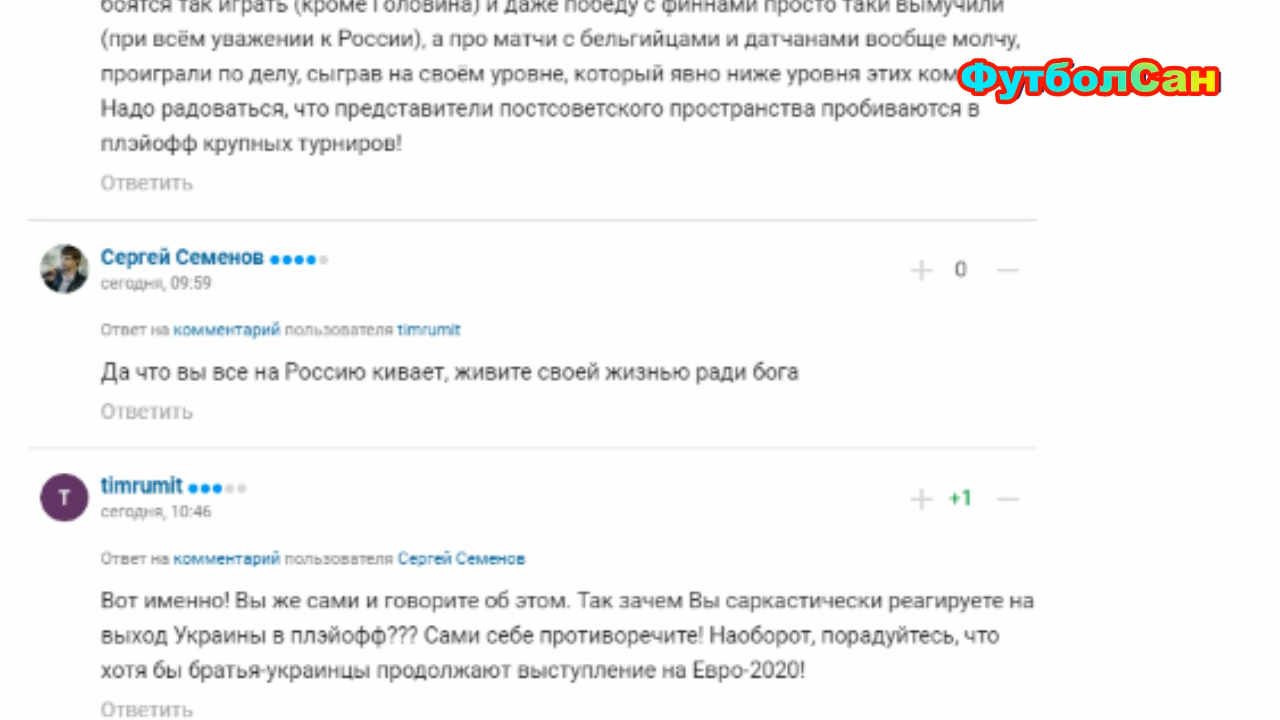 боятся так играть (кроме Головина) и даже победу с финнами просто таки вымучили
(при всём уважении к России), а про матчи с бельгийцами и датчанами вообще молчу,
проиграли по делу, сыграв на своём уровне, который явно ниже уровня этих
ФутболСан
Надо радоваться, что представители постсоветского пространства пробиваются в
плэйофф крупных турниров!
Ответить
Сергей Семенов
сегодня, 09:59
0
Ответ на комментарий пользователя timrumit
Да что вы все на Россию кивает, живите своей жизнью ради бога
Ответить
T
timrumit
сегодня, 10:46
+1
Ответ на комментарий пользователя Сергей Семенов
Вот именно! Вы же сами и говорите об этом. Так зачем Вы саркастически реагируете на
выход Украины в плэйофф??? Сами себе противоречите! Наоборот, порадуйтесь, что
хотя бы братья-украинцы продолжают выступление на Евро-2020!
Ответить